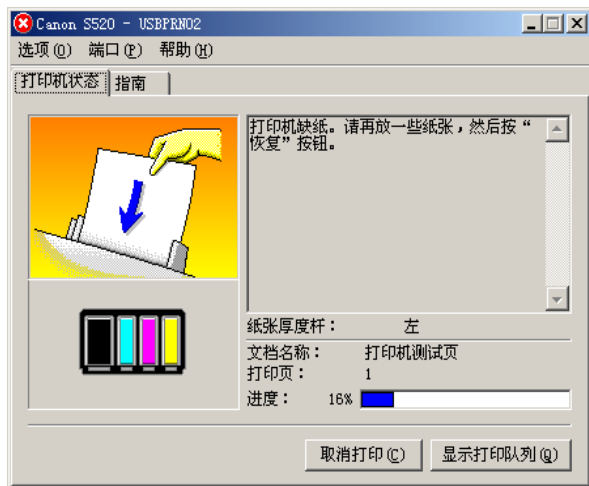 Canon S520 - USBPRN02
选项(O) 端口(P) 帮助(H)
打印机状态 指南
打印机缺纸。请再放一些纸张，然后按“
恢复”按钮。
纸张厚度杆： 左
文档名称： 打印机测试页
打印页： 1
进度： 16%
取消打印(C) 显示打印队列(Q)